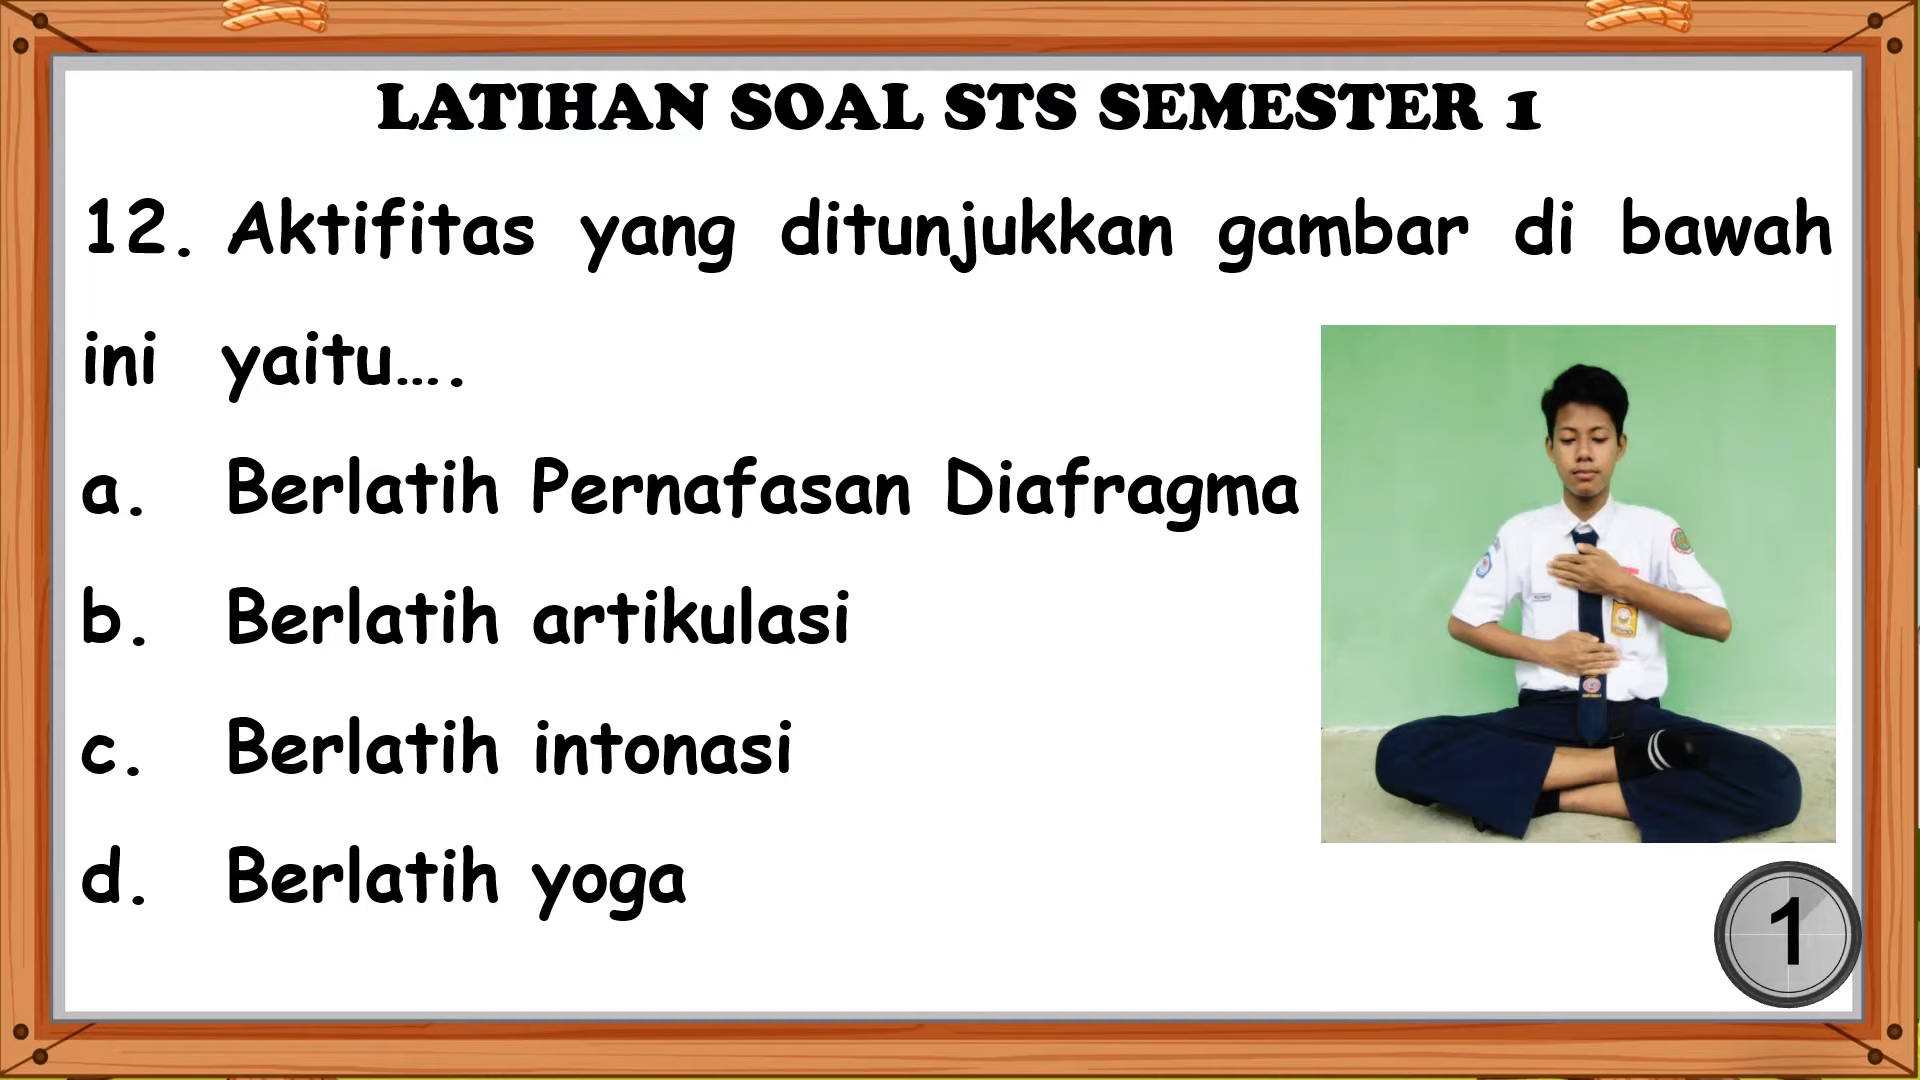 LATIHAN SOAL STS SEMESTER 1
12. Aktifitas yang ditunjukkan gambar di bawah
ini yaitu....
a. Berlatih Pernafasan Diafragma
b. Berlatih artikulasi
c. Berlatih intonasi
d. Berlatih yoga
1